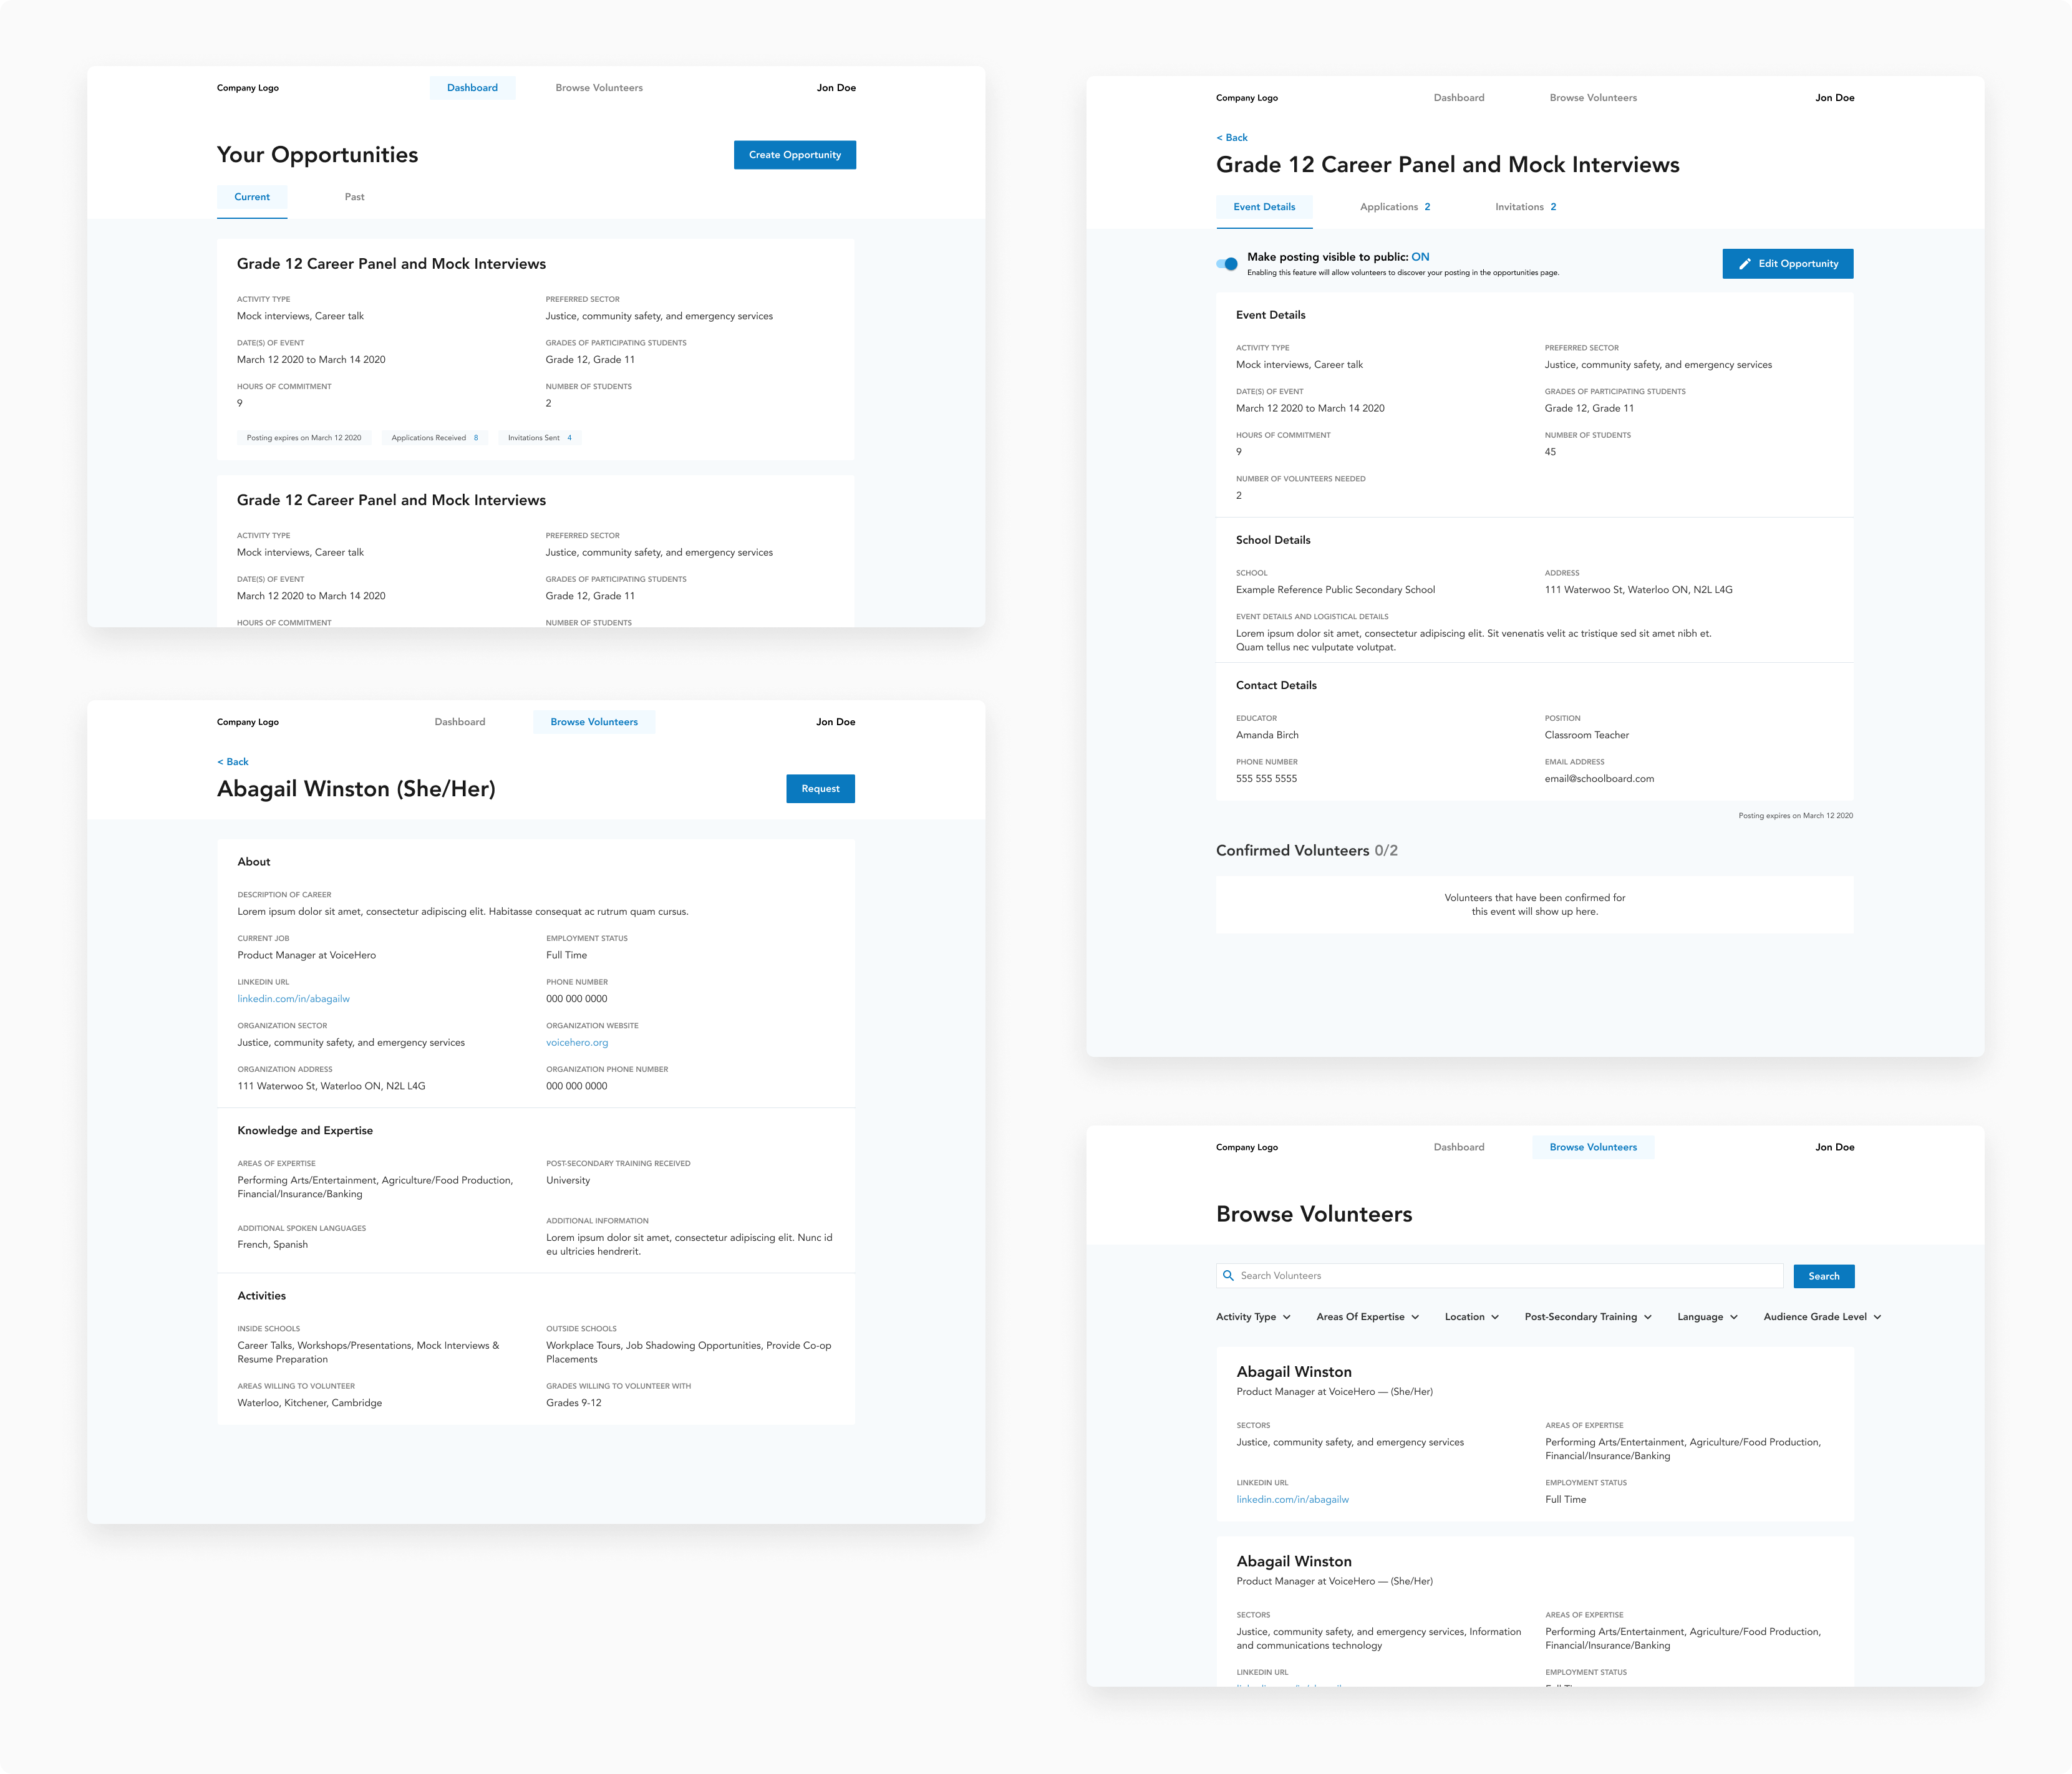 Company Logo
Dashboard
Browse Volunteers
Jon Doe
Your Opportunities
Create Opportunity
Current
Past
Grade 12 Career Panel and Mock Interviews
ACTIVITY TYPE
PREFERRED SECTOR
Mock interviews, Career talk
Justice, community safety, and emergency services
DATE(S) OF EVENT
GRADES OF PARTICIPATING STUDENTS
March 12 2020 to March 14 2020
Grade 12, Grade 11
HOURS OF COMMITMENT
NUMBER OF STUDENTS
9
2
Posting expires on March 12 2020
Applications Received 8
Invitations Sent 4
Grade 12 Career Panel and Mock Interviews
ACTIVITY TYPE
PREFERRED SECTOR
Mock interviews, Career talk
Justice, community safety, and emergency services
DATE(S) OF EVENT
GRADES OF PARTICIPATING STUDENTS
March 12 2020 to March 14 2020
Grade 12, Grade 11
HOURS OF COMMITMENT
NUMBER OF STUDENTS
Company Logo
Dashboard
Browse Volunteers
Jon Doe
< Back
Abagail Winston (She/Her)
Request
About
DESCRIPTION OF CAREER
Lorem ipsum dolor sit amet, consectetur adipiscing elit. Habitasse consequat ac rutrum quam cursus.
CURRENT JOB
EMPLOYMENT STATUS
Product Manager at VoiceHero
Full Time
LINKEDIN URL
PHONE NUMBER
linkedin.com/in/abagailw
000 000 0000
ORGANIZATION SECTOR
ORGANIZATION WEBSITE
Justice, community safety, and emergency services
voicehero.org
ORGANIZATION ADDRESS
ORGANIZATION PHONE NUMBER
111 Waterwoo St, Waterloo ON, N2L L4G
000 000 0000
Knowledge and Expertise
AREAS OF EXPERTISE
POST-SECONDARY TRAINING RECEIVED
Performing Arts/Entertainment, Agriculture/Food Production,
Financial/Insurance/Banking
University
ADDITIONAL SPOKEN LANGUAGES
French, Spanish
ADDITIONAL INFORMATION
Lorem ipsum dolor sit amet, consectetur adipiscing elit. Nunc id
eu ultricies hendrerit.
Activities
INSIDE SCHOOLS
Career Talks, Workshops/Presentations, Mock Interviews &
Resume Preparation
OUTSIDE SCHOOLS
Workplace Tours, Job Shadowing Opportunities, Provide Co-op
Placements
AREAS WILLING TO VOLUNTEER
GRADES WILLING TO VOLUNTEER WITH
Waterloo, Kitchener, Cambridge
Grades 9-12
Company Logo
Dashboard
Browse Volunteers
Jon Doe
< Back
Grade 12 Career Panel and Mock Interviews
Event Details
Applications 2
Invitations 2
Make posting visible to public: ON
Enabling this feature will allow volunteers to discover your posting in the opportunities page.
Edit Opportunity
Event Details
ACTIVITY TYPE
PREFERRED SECTOR
Mock interviews, Career talk
Justice, community safety, and emergency services
DATE(S) OF EVENT
GRADES OF PARTICIPATING STUDENTS
March 12 2020 to March 14 2020
Grade 12, Grade 11
HOURS OF COMMITMENT
NUMBER OF STUDENTS
9
45
NUMBER OF VOLUNTEERS NEEDED
2
School Details
SCHOOL
ADDRESS
Example Reference Public Secondary School
111 Waterwoo St, Waterloo ON, N2L L4G
EVENT DETAILS AND LOGISTICAL DETAILS
Lorem ipsum dolor sit amet, consectetur adipiscing elit. Sit venenatis velit ac tristique sed sit amet nibh et.
Quam tellus nec vulputate volutpat.
Contact Details
EDUCATOR
POSITION
Amanda Birch
Classroom Teacher
PHONE NUMBER
EMAIL ADDRESS
555 555 5555
email@schoolboard.com
Posting expires on March 12 2020
Confirmed Volunteers 0/2
Volunteers that have been confirmed for
this event will show up here.
Company Logo
Dashboard
Browse Volunteers
Jon Doe
Browse Volunteers
Search Volunteers
Search
Activity Type
Areas Of Expertise
Location
Post-Secondary Training
Language
Audience Grade Level
Abagail Winston
Product Manager at VoiceHero — (She/Her)
SECTORS
AREAS OF EXPERTISE
Justice, community safety, and emergency services
Performing Arts/Entertainment, Agriculture/Food Production,
Financial/Insurance/Banking
LINKEDIN URL
EMPLOYMENT STATUS
linkedin.com/in/abagailw
Full Time
Abagail Winston
Product Manager at VoiceHero — (She/Her)
SECTORS
Justice, community safety, and emergency services, Information
and communications technology
AREAS OF EXPERTISE
Performing Arts/Entertainment, Agriculture/Food Production,
Financial/Insurance/Banking
LINKEDIN URL
EMPLOYMENT STATUS